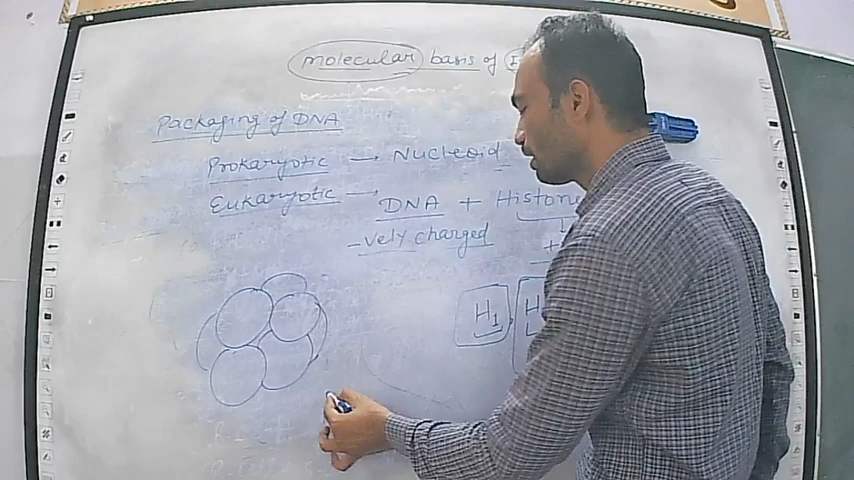 molecular basis of
Packaging of DNA
Prokaryotic → Nucleoid
Eukaryotic → DNA + Histone
-vely charged +
H1, H